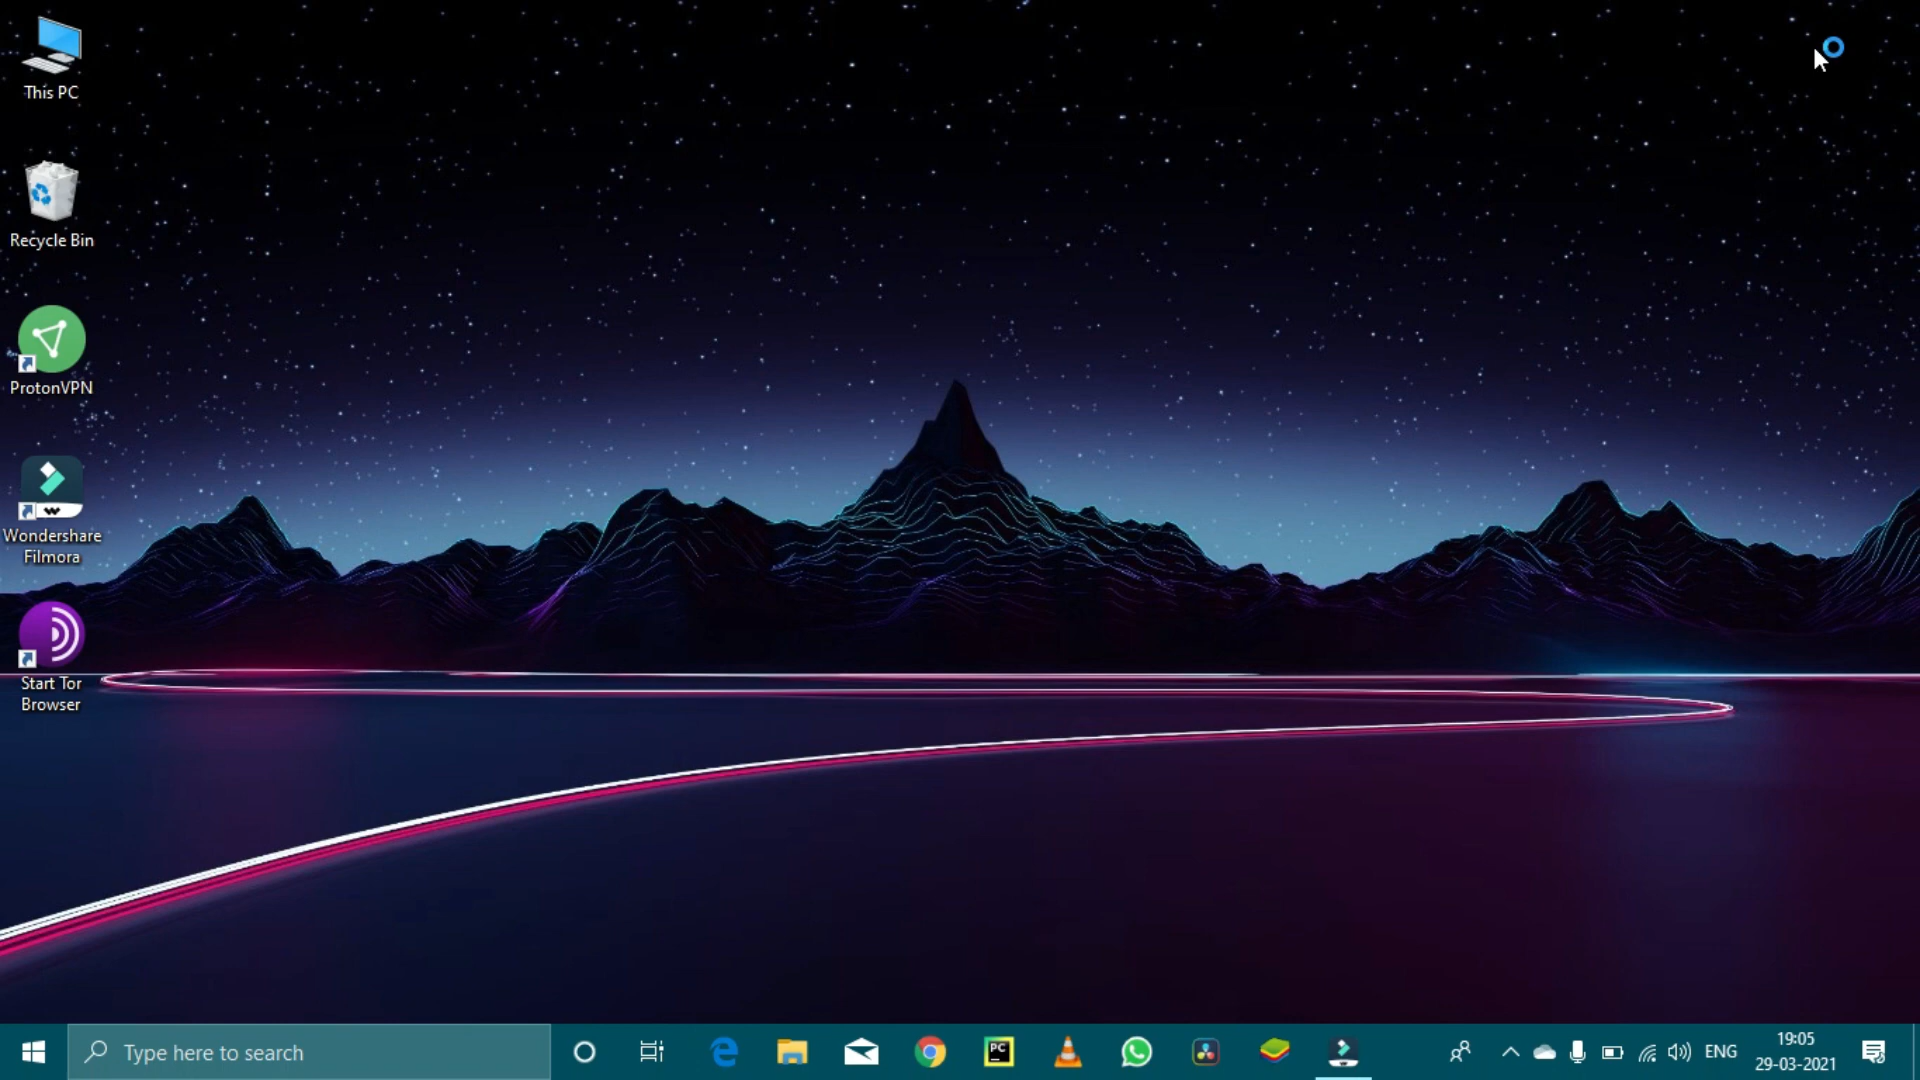 This PC
Recycle Bin
ProtonVPN
Wondershare
Filmora
Start Tor
Browser
Type here to search
PC
ENG
19:05
29-03-2021